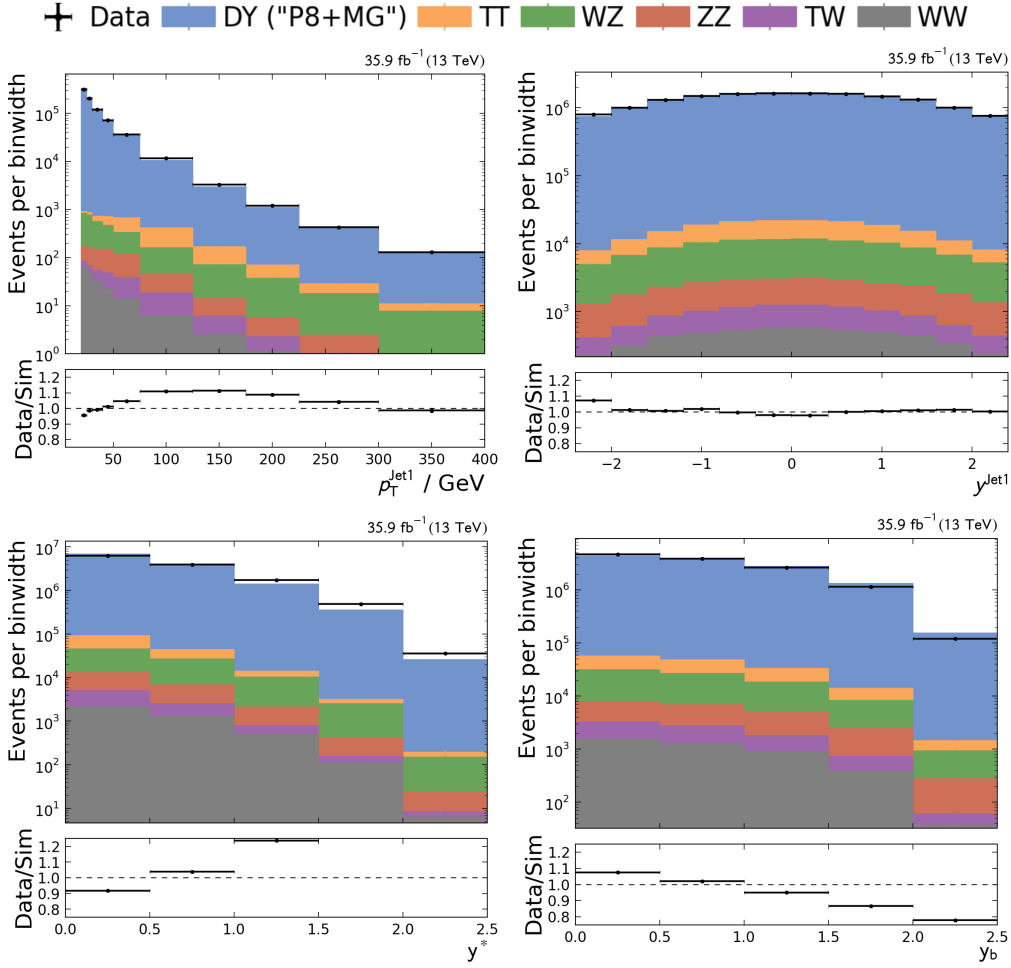 Data DY ("P8+MG") TT WZ ZZ TW WW
35.9 fb⁻¹ (13 TeV)
Events per binwidth
10⁵
10⁴
10³
10²
10¹
10⁰
Data/Sim
1.2
1.1
1.0
0.9
0.8
50 100 150 200 250 300 350 400
p_T^Jet1 / GeV
35.9 fb⁻¹ (13 TeV)
Events per binwidth
10⁶
10⁵
10⁴
10³
Data/Sim
1.2
1.1
1.0
0.9
0.8
−2 −1 0 1 2
y^Jet1
35.9 fb⁻¹ (13 TeV)
Events per binwidth
10⁷
10⁶
10⁵
10⁴
10³
10²
10¹
Data/Sim
1.2
1.1
1.0
0.9
0.8
0.0 0.5 1.0 1.5 2.0 2.5
y*
35.9 fb⁻¹ (13 TeV)
Events per binwidth
10⁶
10⁵
10⁴
10³
10²
Data/Sim
1.2
1.1
1.0
0.9
0.8
0.0 0.5 1.0 1.5 2.0 2.5
y_b